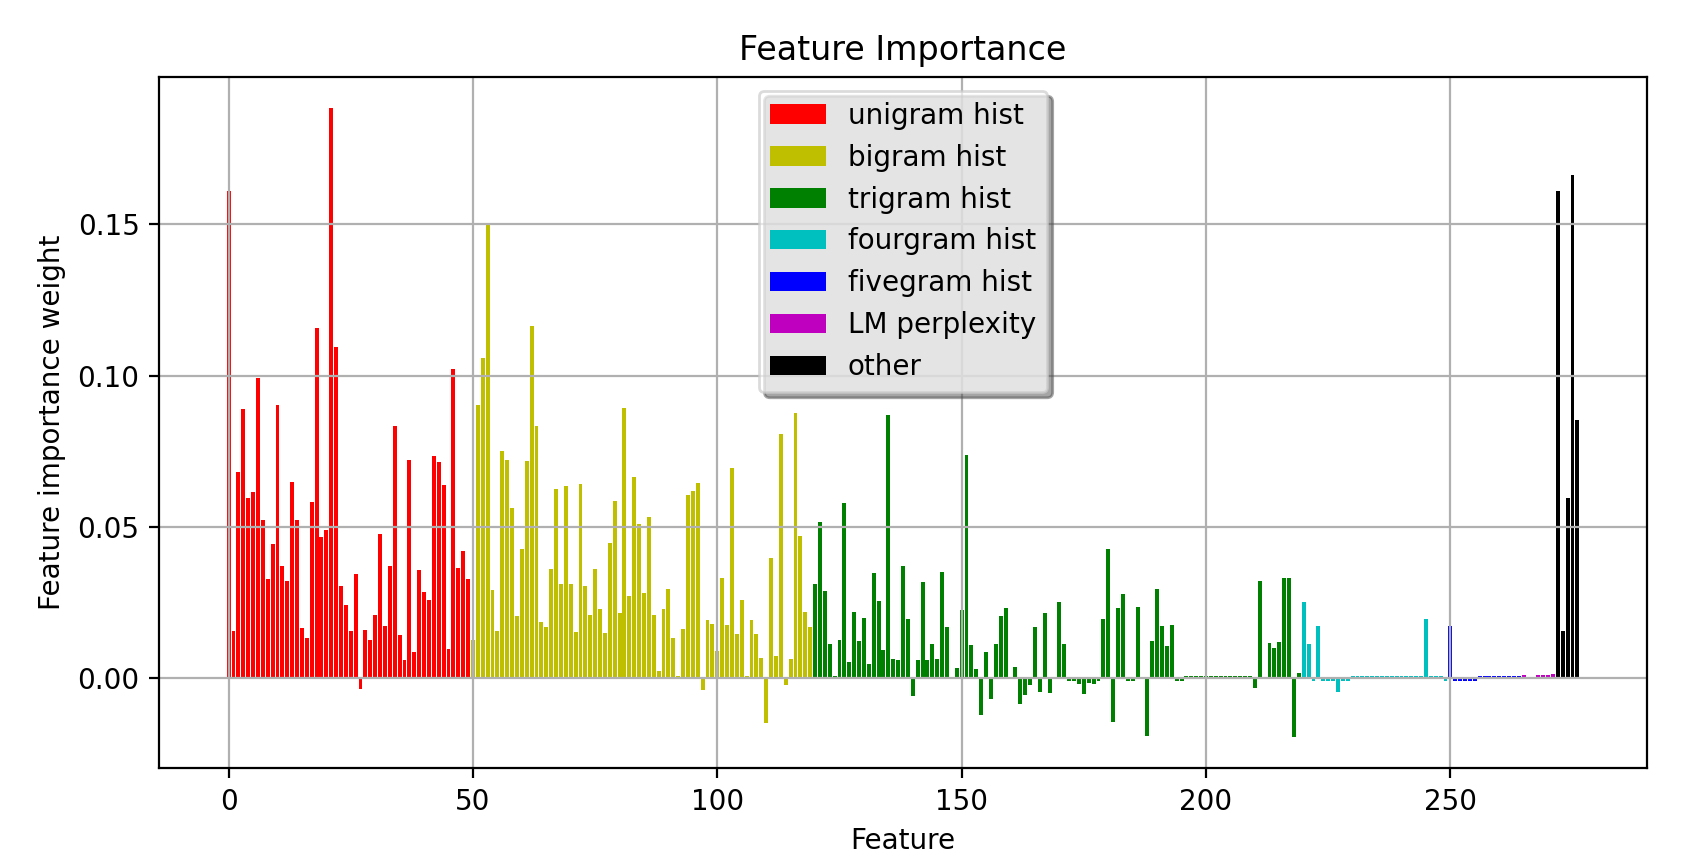 Feature Importance
unigram hist
bigram hist
trigram hist
fourgram hist
fivegram hist
LM perplexity
other
Feature importance weight
0.15
0.10
0.05
0.00
0 50 100 150 200 250
Feature